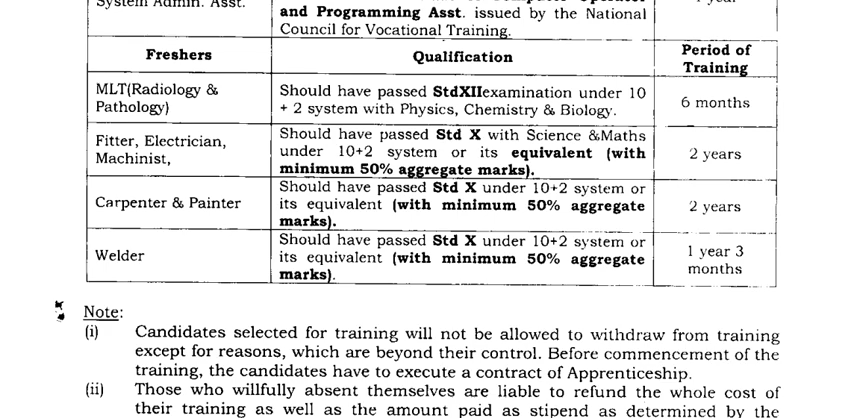 System Admin. Asst.
and Programming Asst. issued by the National
Council for Vocational Training.
Freshers Qualification Period of Training
MLT(Radiology & Pathology) Should have passed StdXIIexamination under 10
+ 2 system with Physics, Chemistry & Biology. 6 months
Fitter, Electrician, Machinist, Should have passed Std X with Science &Maths
under 10+2 system or its equivalent (with
minimum 50% aggregate marks). 2 years
Carpenter & Painter Should have passed Std X under 10+2 system or
its equivalent (with minimum 50% aggregate
marks). 2 years
Welder Should have passed Std X under 10+2 system or
its equivalent (with minimum 50% aggregate
marks). 1 year 3 months
Note:
(i) Candidates selected for training will not be allowed to withdraw from training
except for reasons, which are beyond their control. Before commencement of the
training, the candidates have to execute a contract of Apprenticeship.
(ii) Those who willfully absent themselves are liable to refund the whole cost of
their training as well as the amount paid as stipend as determined by the